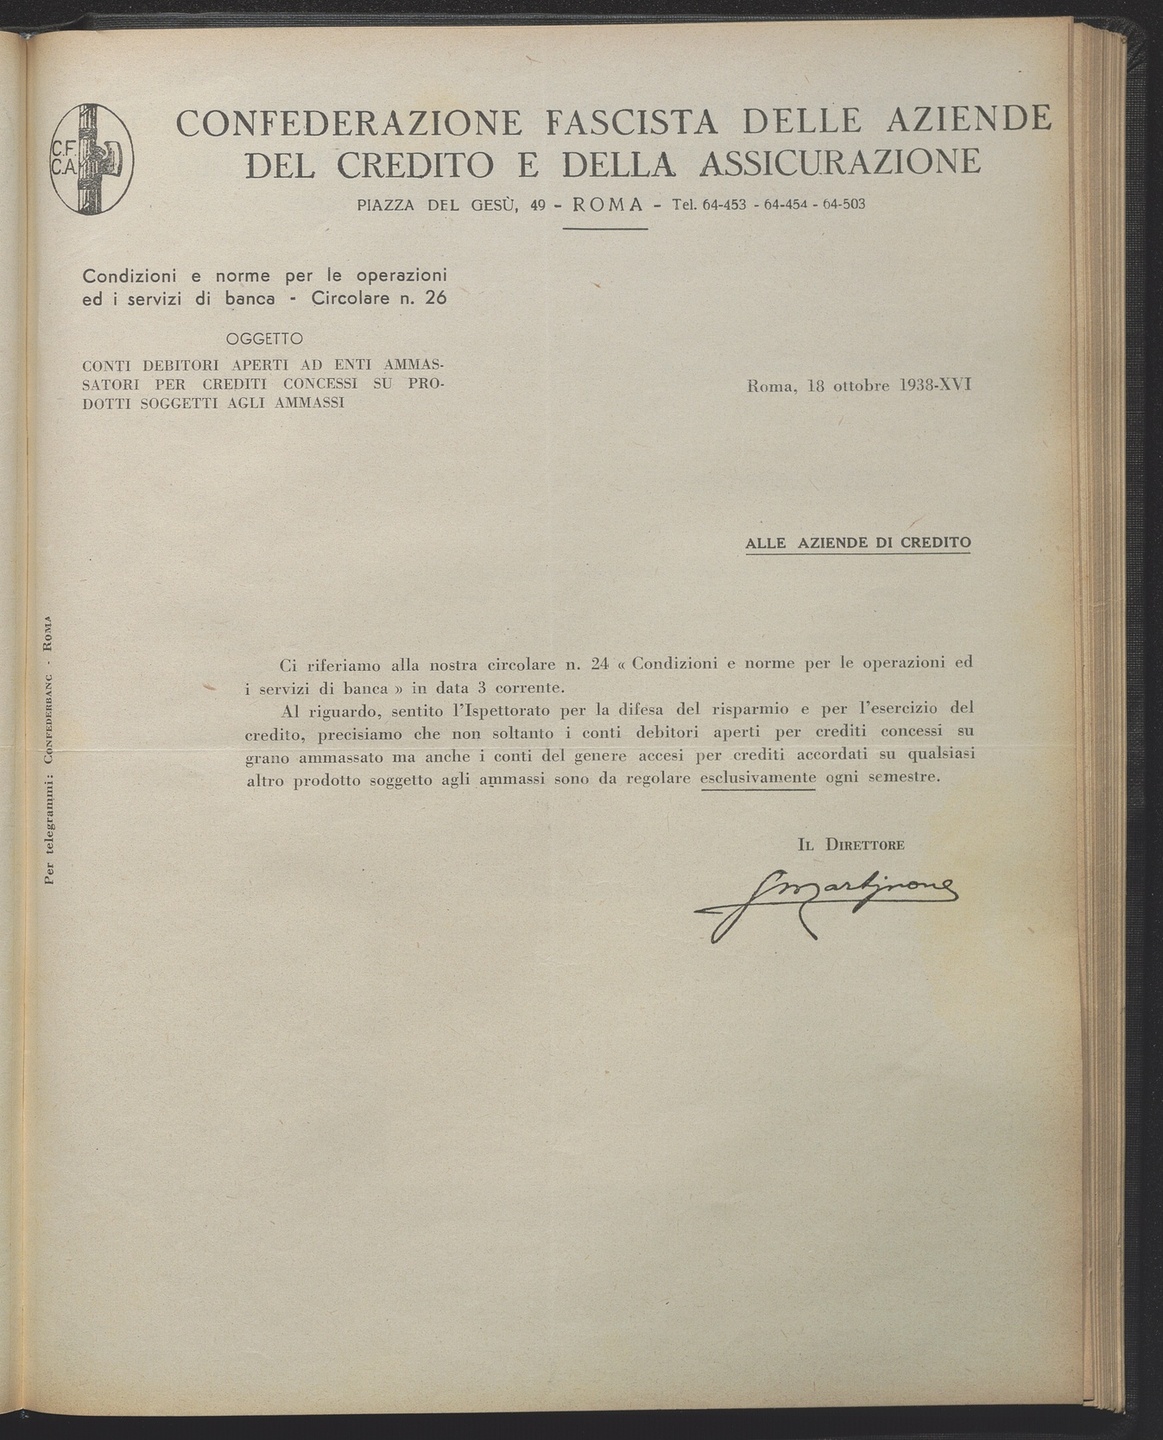 C.F.
C.A.
CONFEDERAZIONE FASCISTA DELLE AZIENDE
DEL CREDITO E DELLA ASSICURAZIONE
PIAZZA DEL GESÙ, 49 - ROMA - Tel. 64-453 - 64-454 - 64-503
Condizioni e norme per le operazioni
ed i servizi di banca - Circolare n. 26
OGGETTO
CONTI DEBITORI APERTI AD ENTI AMMAS-
SATORI PER CREDITI CONCESSI SU PRO-
DOTTI SOGGETTI AGLI AMMASSI
Roma, 18 ottobre 1938-XVI
ALLE AZIENDE DI CREDITO
Ci riferiamo alla nostra circolare n. 24 « Condizioni e norme per le operazioni ed
i servizi di banca » in data 3 corrente.
Al riguardo, sentito l'Ispettorato per la difesa del risparmio e per l'esercizio del
credito, precisiamo che non soltanto i conti debitori aperti per crediti concessi su
grano ammassato ma anche i conti del genere accesi per crediti accordati su qualsiasi
altro prodotto soggetto agli ammassi sono da regolare esclusivamente ogni semestre.
IL DIRETTORE
GMartinone
Per telegrammi: CONFEDERBANC - ROMA